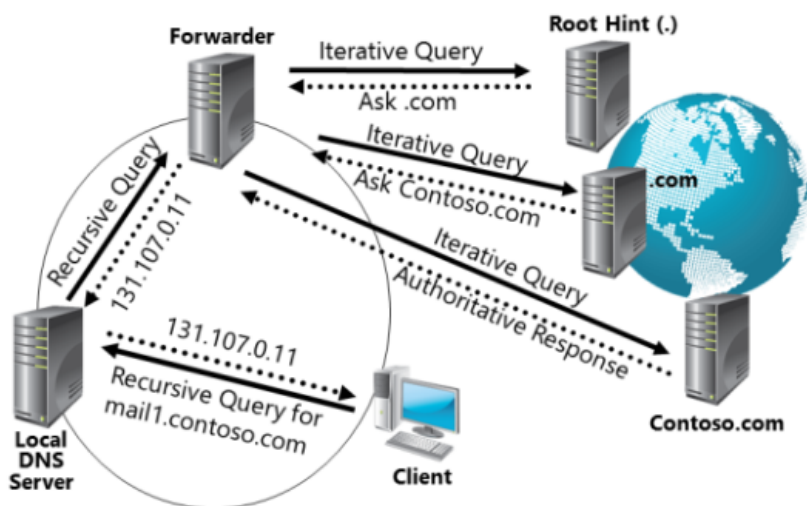 Forwarder
Root Hint (.)
Iterative Query
Ask .com
Iterative Query
Ask Contoso.com
.com
Recursive Query
131.107.0.11
Iterative Query
Authoritative Response
131.107.0.11
Recursive Query for
mail1.contoso.com
Local
DNS
Server
Client
Contoso.com